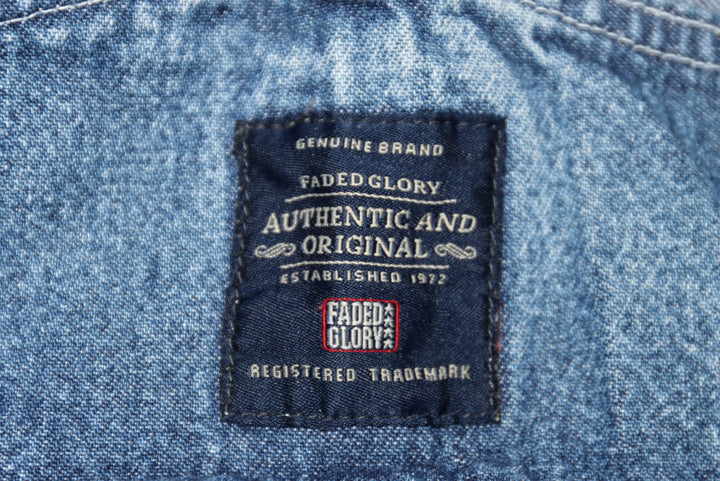 GENUINE BRAND
FADED GLORY
AUTHENTIC AND
ORIGINAL
ESTABLISHED 1972
FADED
GLORY
REGISTERED TRADEMARK